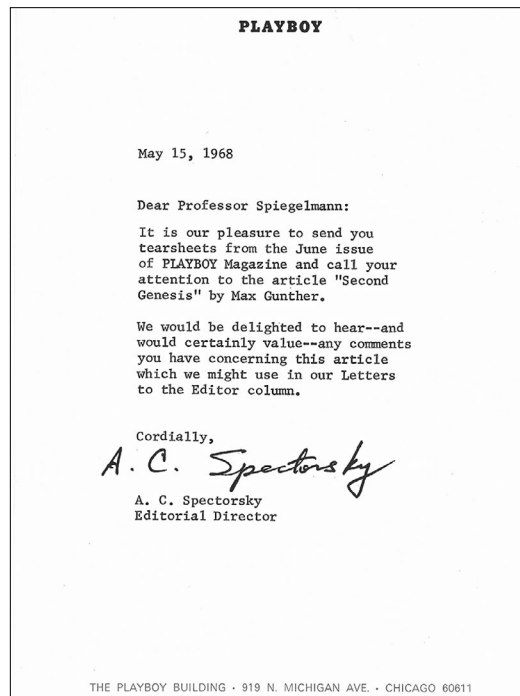 PLAYBOY
May 15, 1968
Dear Professor Spiegelmann:
It is our pleasure to send you
tearsheets from the June issue
of PLAYBOY Magazine and call your
attention to the article "Second
Genesis" by Max Gunther.
We would be delighted to hear--and
would certainly value--any comments
you have concerning this article
which we might use in our Letters
to the Editor column.
Cordially,
A. C. Spectorsky
A. C. Spectorsky
Editorial Director
THE PLAYBOY BUILDING · 919 N. MICHIGAN AVE. · CHICAGO 60611